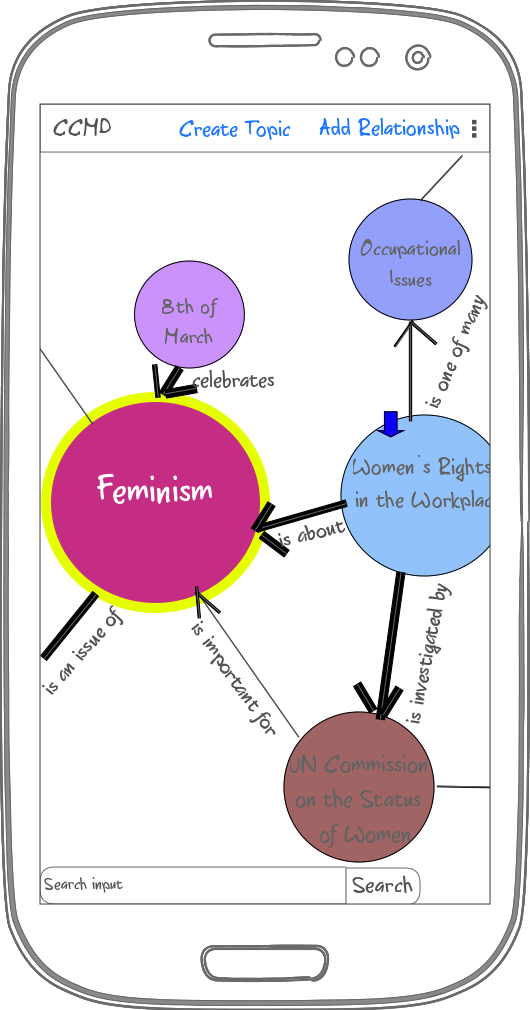 CCMD Create Topic Add Relationship
Occupational
Issues
8th of
March
is one of many
celebrates
Women's Rights
in the Workplac
Feminism
is about
is an issue of
is important for
is investigated by
UN Commission
on the Status
of Women
Search input Search